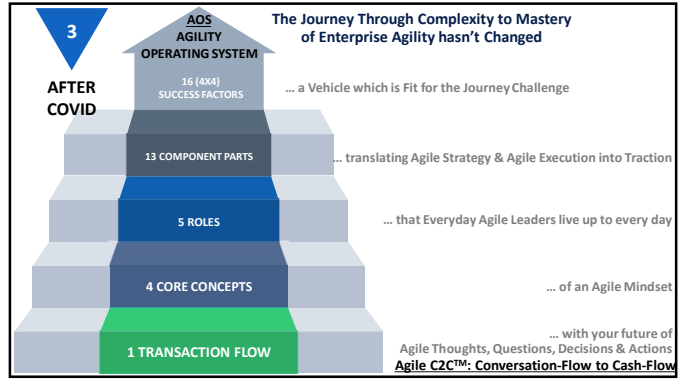 3
AFTER
COVID
AOS
AGILITY
OPERATING SYSTEM
16 (4X4)
SUCCESS FACTORS
The Journey Through Complexity to Mastery
of Enterprise Agility hasn't Changed
… a Vehicle which is Fit for the Journey Challenge
13 COMPONENT PARTS
… translating Agile Strategy & Agile Execution into Traction
5 ROLES
… that Everyday Agile Leaders live up to every day
4 CORE CONCEPTS
… of an Agile Mindset
1 TRANSACTION FLOW
… with your future of
Agile Thoughts, Questions, Decisions & Actions
Agile C2C™: Conversation-Flow to Cash-Flow